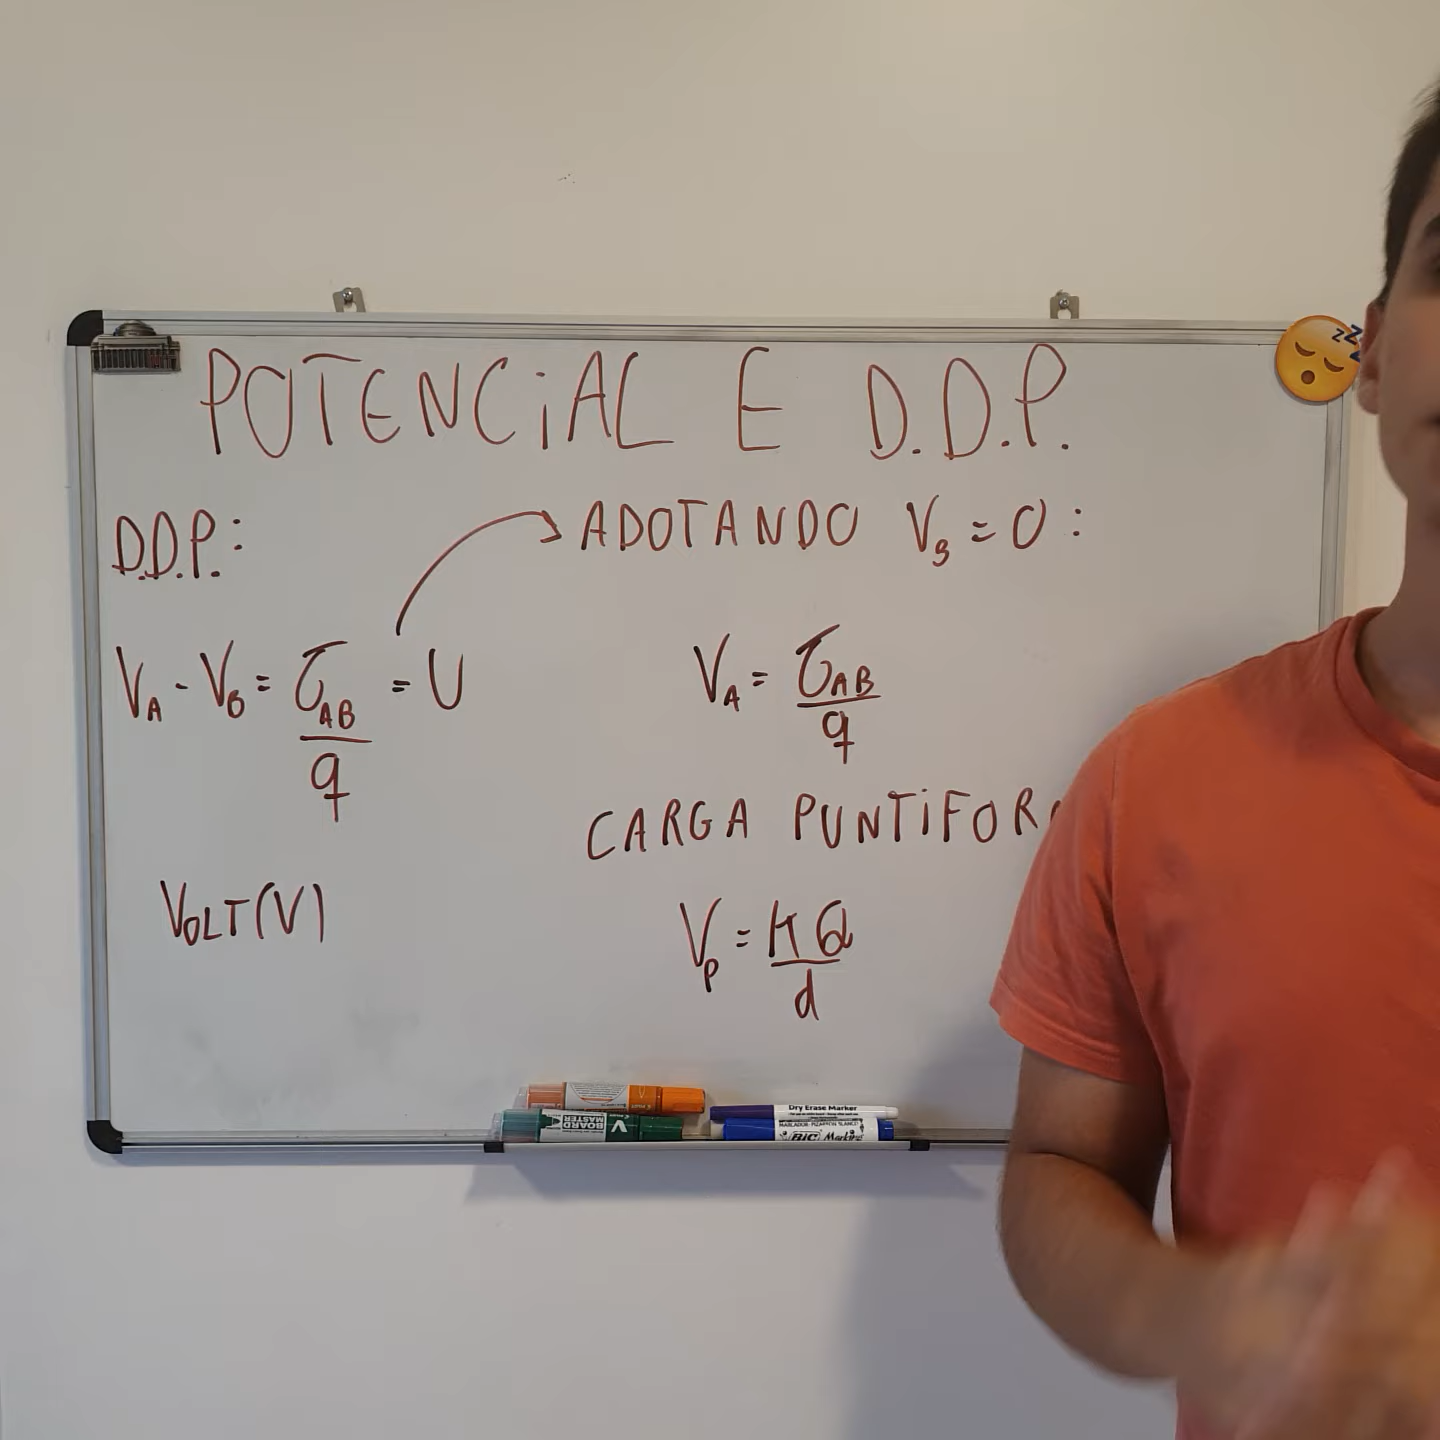 POTENCIAL E D.D.P.
D.D.P.:
ADOTANDO V_B = 0:
V_A - V_B = τ_AB/q = U
V_A = τ_AB/q
CARGA
VOLT(V)
V_p = KQ/d
Dry Erase Marker
BOARD MASTER
V
BIC Marking